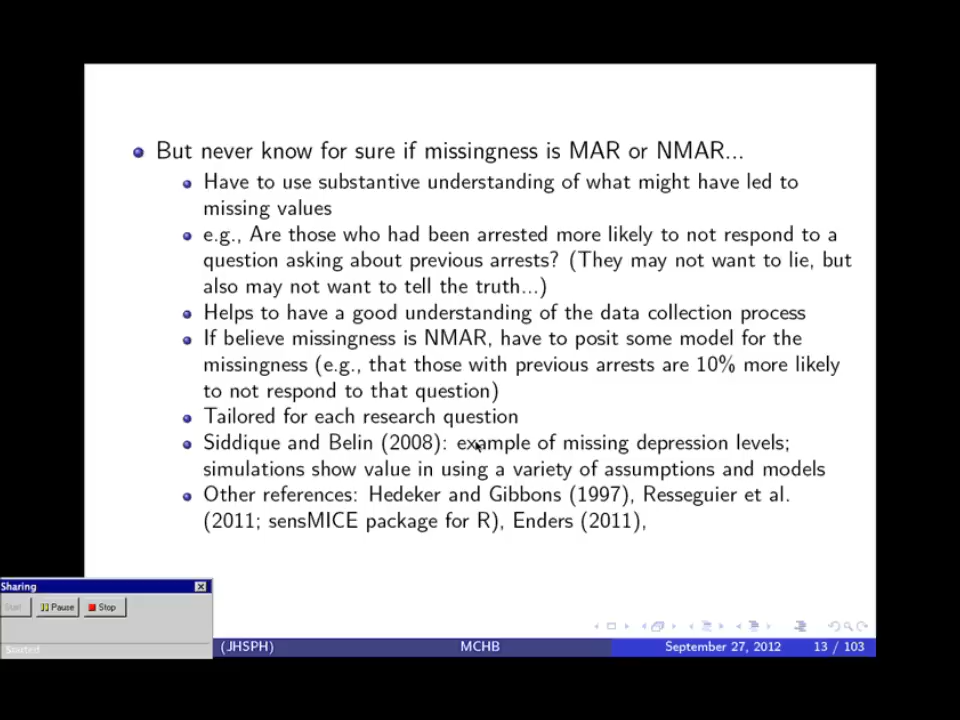 But never know for sure if missingness is MAR or NMAR...
Have to use substantive understanding of what might have led to
missing values
e.g., Are those who had been arrested more likely to not respond to a
question asking about previous arrests? (They may not want to lie, but
also may not want to tell the truth...)
Helps to have a good understanding of the data collection process
If believe missingness is NMAR, have to posit some model for the
missingness (e.g., that those with previous arrests are 10% more likely
to not respond to that question)
Tailored for each research question
Siddique and Belin (2008): example of missing depression levels;
simulations show value in using a variety of assumptions and models
Other references: Hedeker and Gibbons (1997), Resseguier et al.
(2011; sensMICE package for R), Enders (2011),
Sharing
Start Pause Stop
Started
(JHSPH) MCHB September 27, 2012 13 / 103